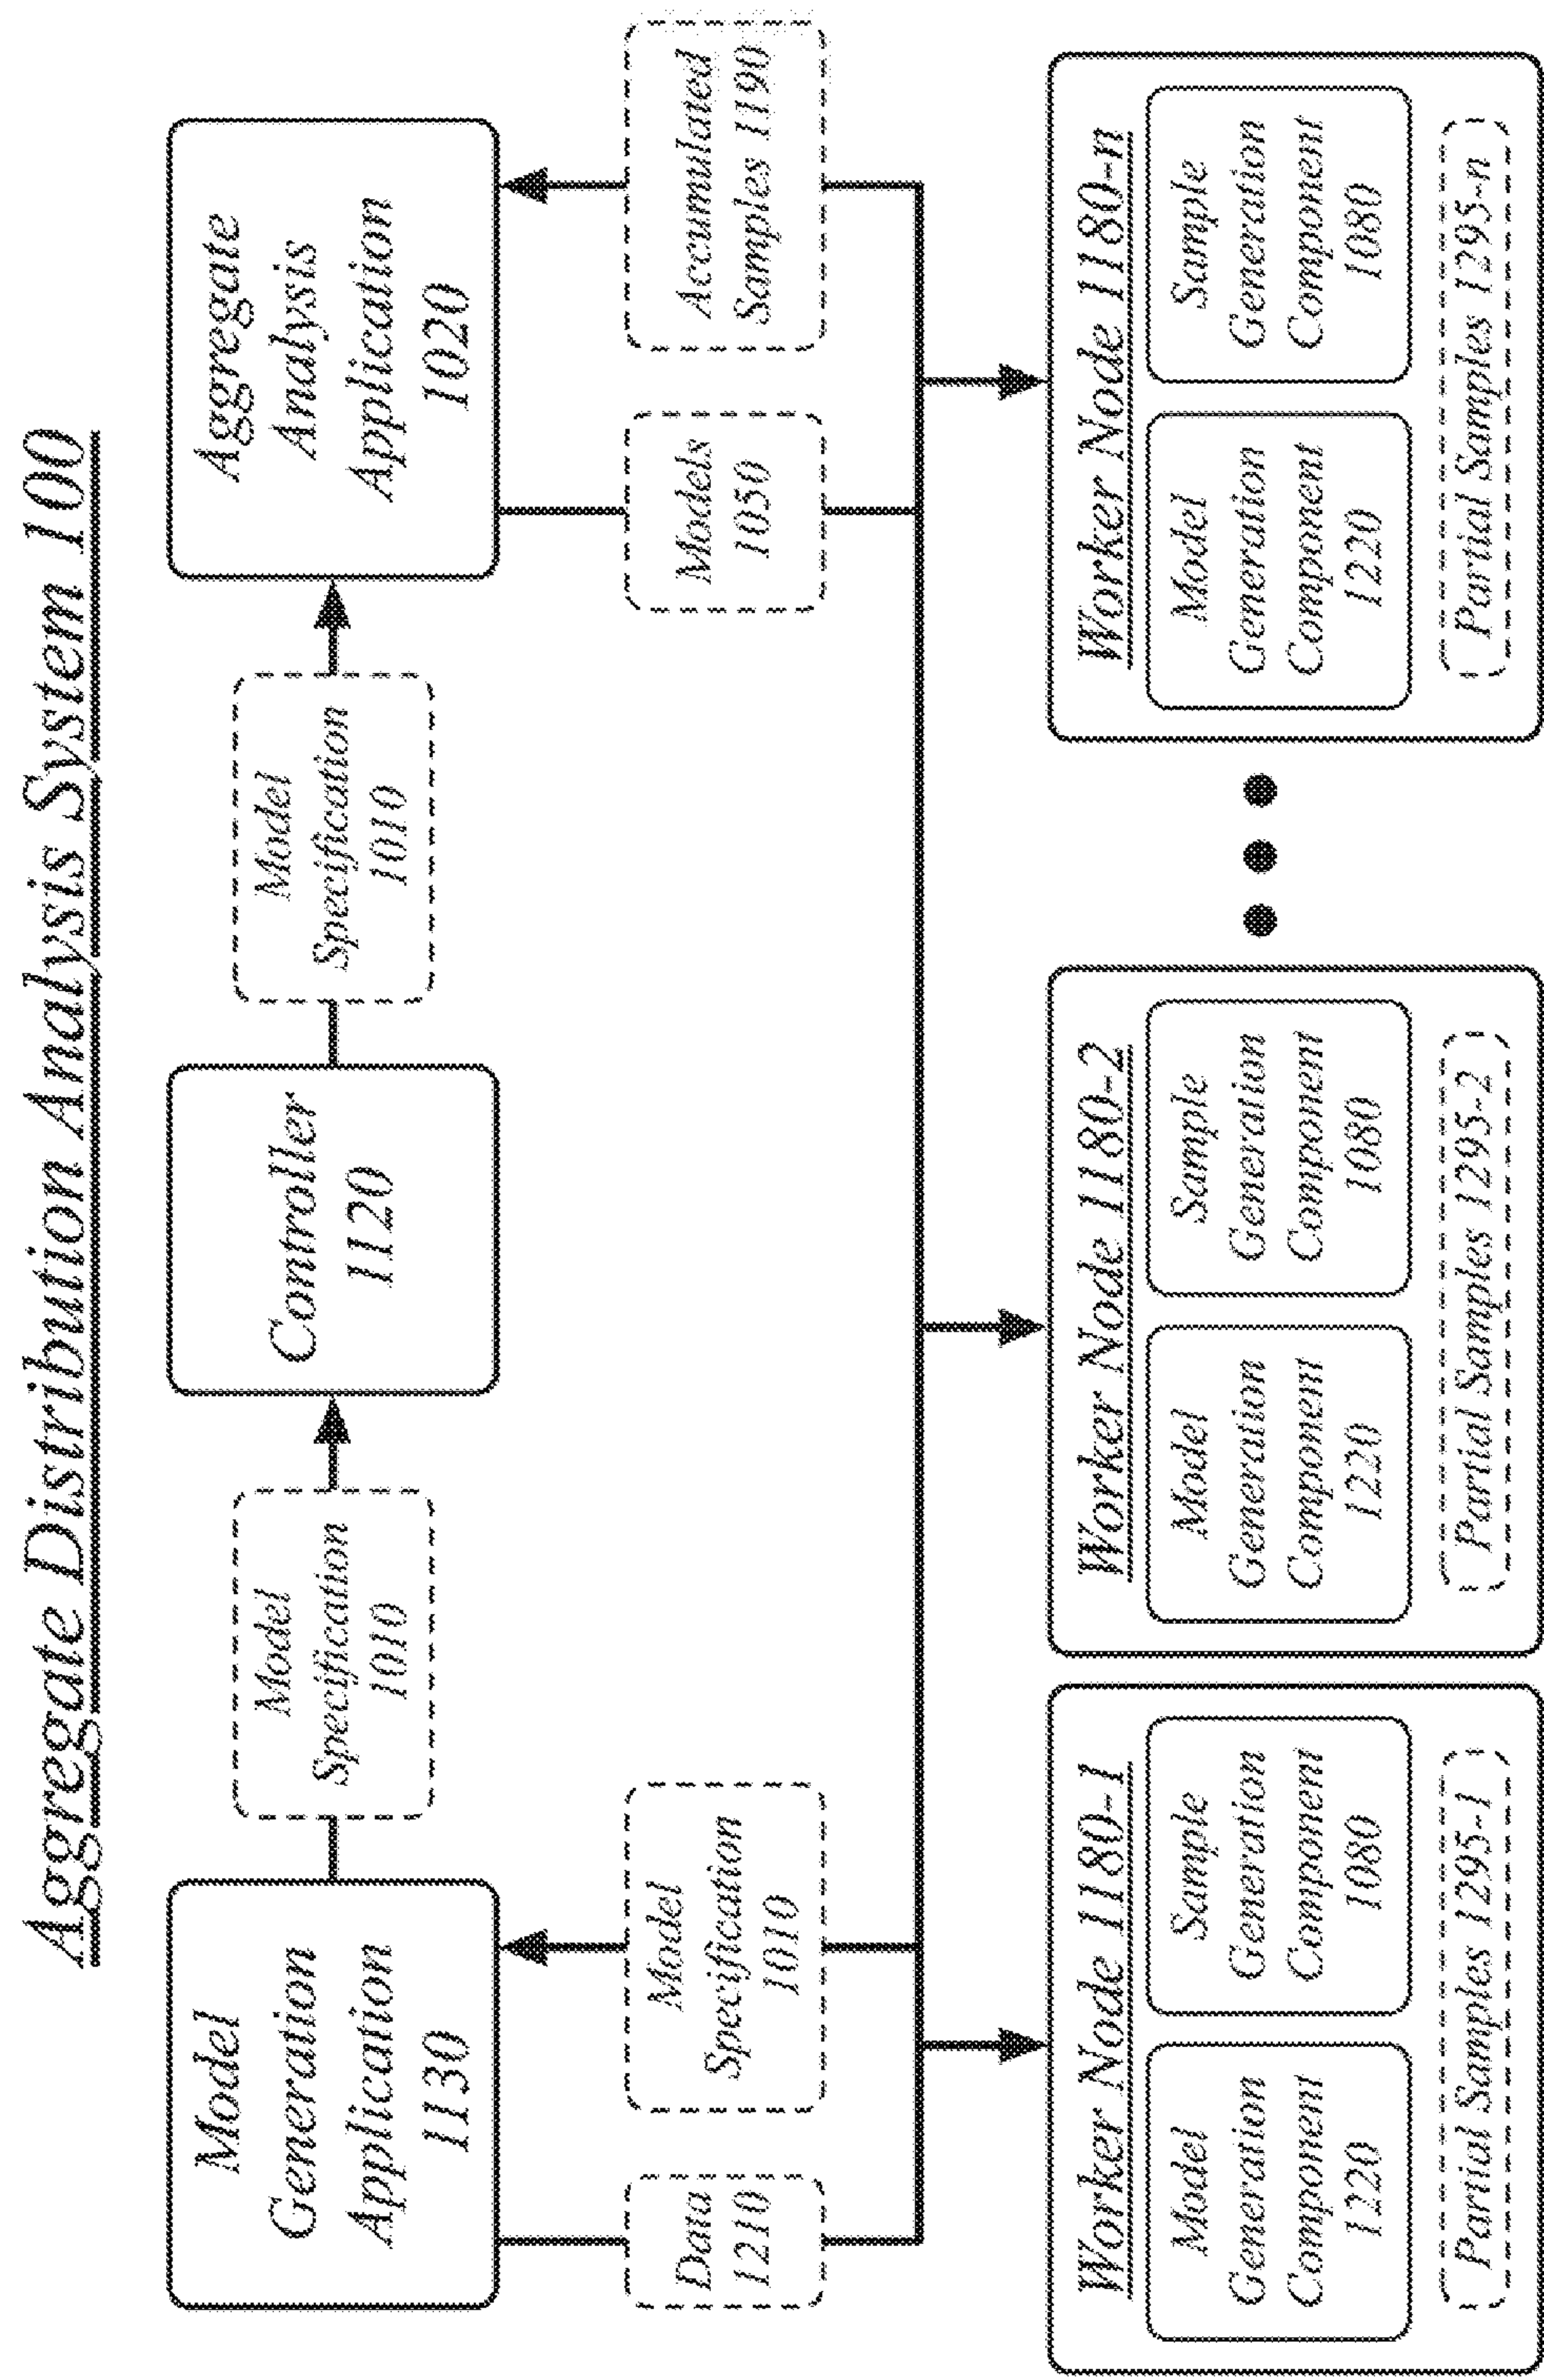 Aggregate Distribution Analysis System 100
Model
Generation
Application
1130
Model
Specification
1010
Controller
1120
Model
Specification
1010
Aggregate
Analysis
Application
1020
Data
1210
Model
Specification
1010
Models
1050
Accumulated
Samples 1190
Worker Node 1180-1
Model
Generation
Component
1220
Sample
Generation
Component
1080
Partial Samples 1295-1
Worker Node 1180-2
Model
Generation
Component
1220
Sample
Generation
Component
1080
Partial Samples 1295-2
Worker Node 1180-n
Model
Generation
Component
1220
Sample
Generation
Component
1080
Partial Samples 1295-n